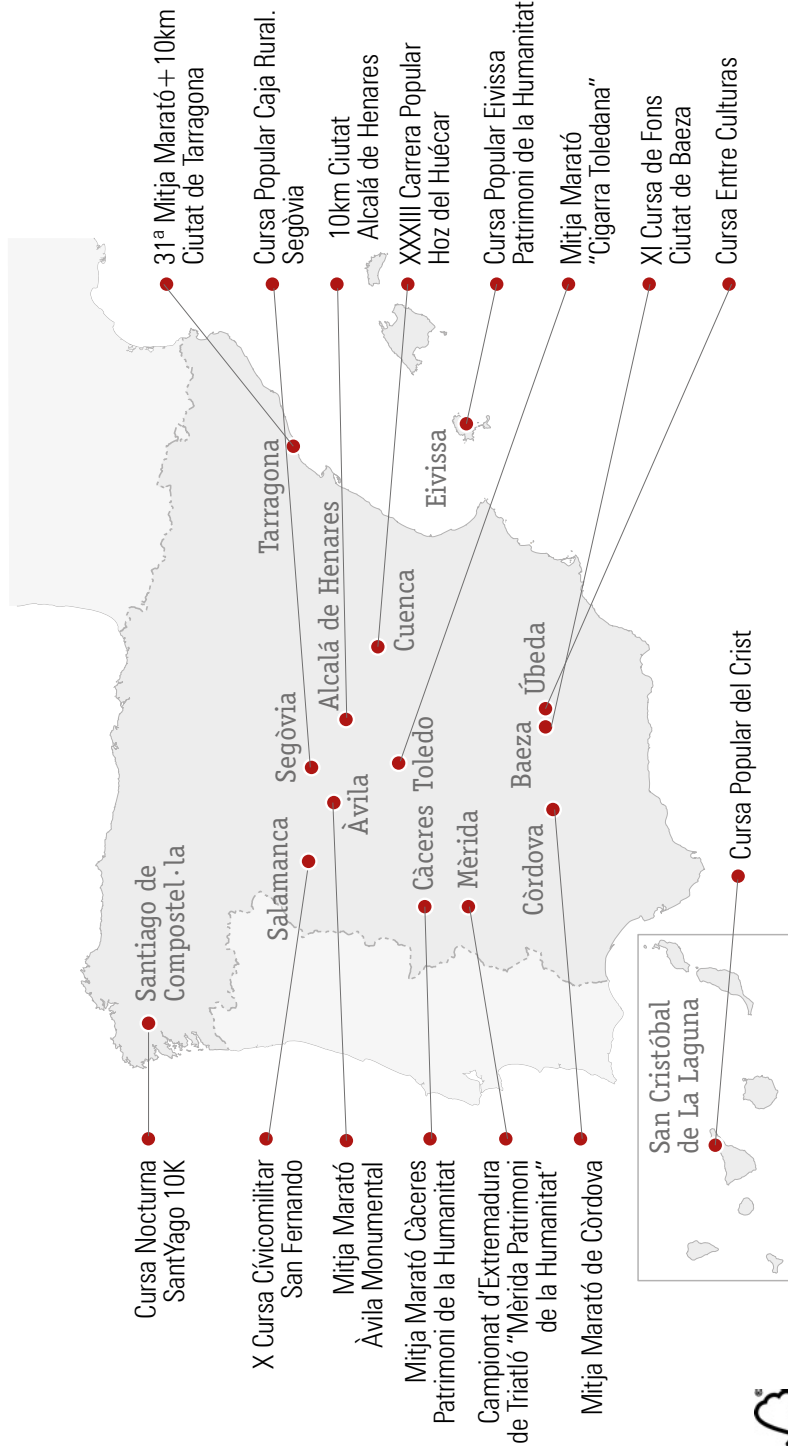 Cursa Nocturna
SantYago 10K
X Cursa Cívicomilitar
San Fernando
Mitja Marató
Àvila Monumental
Mitja Marató Càceres
Patrimoni de la Humanitat
Campionat d'Extremadura
de Triatló "Mèrida Patrimoni
de la Humanitat"
Mitja Marató de Còrdova
Santiago de
Compostel·la
Salamanca
Segòvia
Àvila
Alcalá de Henares
Tarragona
Cuenca
Toledo
Càceres
Mèrida
Còrdova
Baeza
Úbeda
Eivissa
San Cristóbal
de La Laguna
31ª Mitja Marató + 10km
Ciutat de Tarragona
Cursa Popular Caja Rural.
Segòvia
10km Ciutat
Alcalá de Henares
XXXIII Carrera Popular
Hoz del Huécar
Cursa Popular Eivissa
Patrimoni de la Humanitat
Mitja Marató
"Cigarra Toledana"
XI Cursa de Fons
Ciutat de Baeza
Cursa Entre Culturas
Cursa Popular del Crist